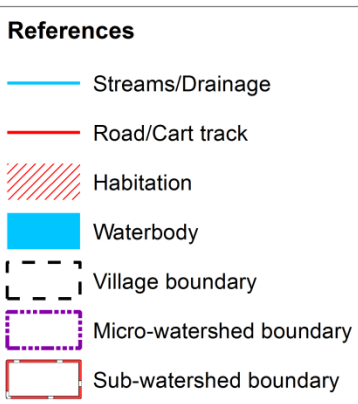 References
Streams/Drainage
Road/Cart track
Habitation
Waterbody
Village boundary
Micro-watershed boundary
Sub-watershed boundary